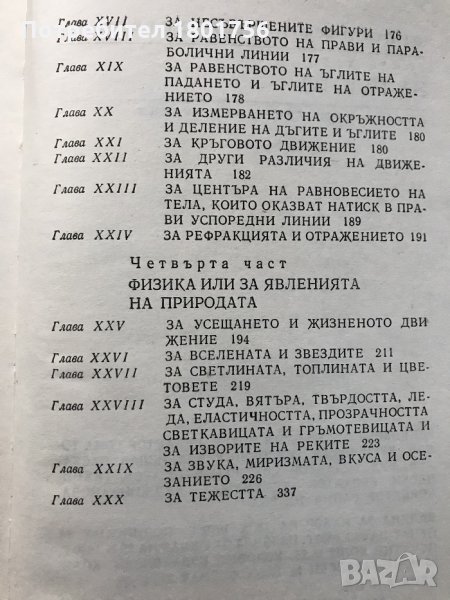 Потребител 1801756
Глава XVII ЗА НЕСЪВЪРШЕНИТЕ ФИГУРИ 176
Глава XVIII ЗА РАВЕНСТВОТО НА ПРАВИ И ПАРА-
БОЛИЧНИ ЛИНИИ 177
Глава XIX ЗА РАВЕНСТВОТО НА ЪГЛИТЕ НА
ПАДАНЕТО И ЪГЛИТЕ НА ОТРАЖЕ-
НИЕТО 178
Глава XX ЗА ИЗМЕРВАНЕТО НА ОКРЪЖНОСТТА
И ДЕЛЕНИЕ НА ДЪГИТЕ И ЪГЛИТЕ 180
Глава XXI ЗА КРЪГОВОТО ДВИЖЕНИЕ 180
Глава XXII ЗА ДРУГИ РАЗЛИЧИЯ НА ДВИЖЕ-
НИЯТА 182
Глава XXIII ЗА ЦЕНТЪРА НА РАВНОВЕСИЕТО НА
ТЕЛА, КОИТО ОКАЗВАТ НАТИСК В ПРА-
ВИ УСПОРЕДНИ ЛИНИИ 189
Глава XXIV ЗА РЕФРАКЦИЯТА И ОТРАЖЕНИЕТО 191
Четвърта част
ФИЗИКА ИЛИ ЗА ЯВЛЕНИЯТА
НА ПРИРОДАТА
Глава XXV ЗА УСЕЩАНЕТО И ЖИЗНЕНОТО ДВИ
ЖЕНИЕ 194
Глава XXVI ЗА ВСЕЛЕНАТА И ЗВЕЗДИТЕ 211
Глава XXVII ЗА СВЕТЛИНАТА, ТОПЛИНАТА И ЦВЕ-
ТОВЕТЕ 219
Глава XXVIII ЗА СТУДА, ВЯТЪРА, ТВЪРДОСТТА, ЛЕ-
ДА, ЕЛАСТИЧНОСТТА, ПРОЗРАЧНОСТТА
СВЕТКАВИЦАТА И ГРЪМОТЕВИЦАТА И
ЗА ИЗВОРИТЕ НА РЕКИТЕ 223
Глава XXIX ЗА ЗВУКА, МИРИЗМАТА, ВКУСА И ОСЕ-
ЗАНИЕТО 226
Глава XXX ЗА ТЕЖЕСТТА 337
BAZAR.bg